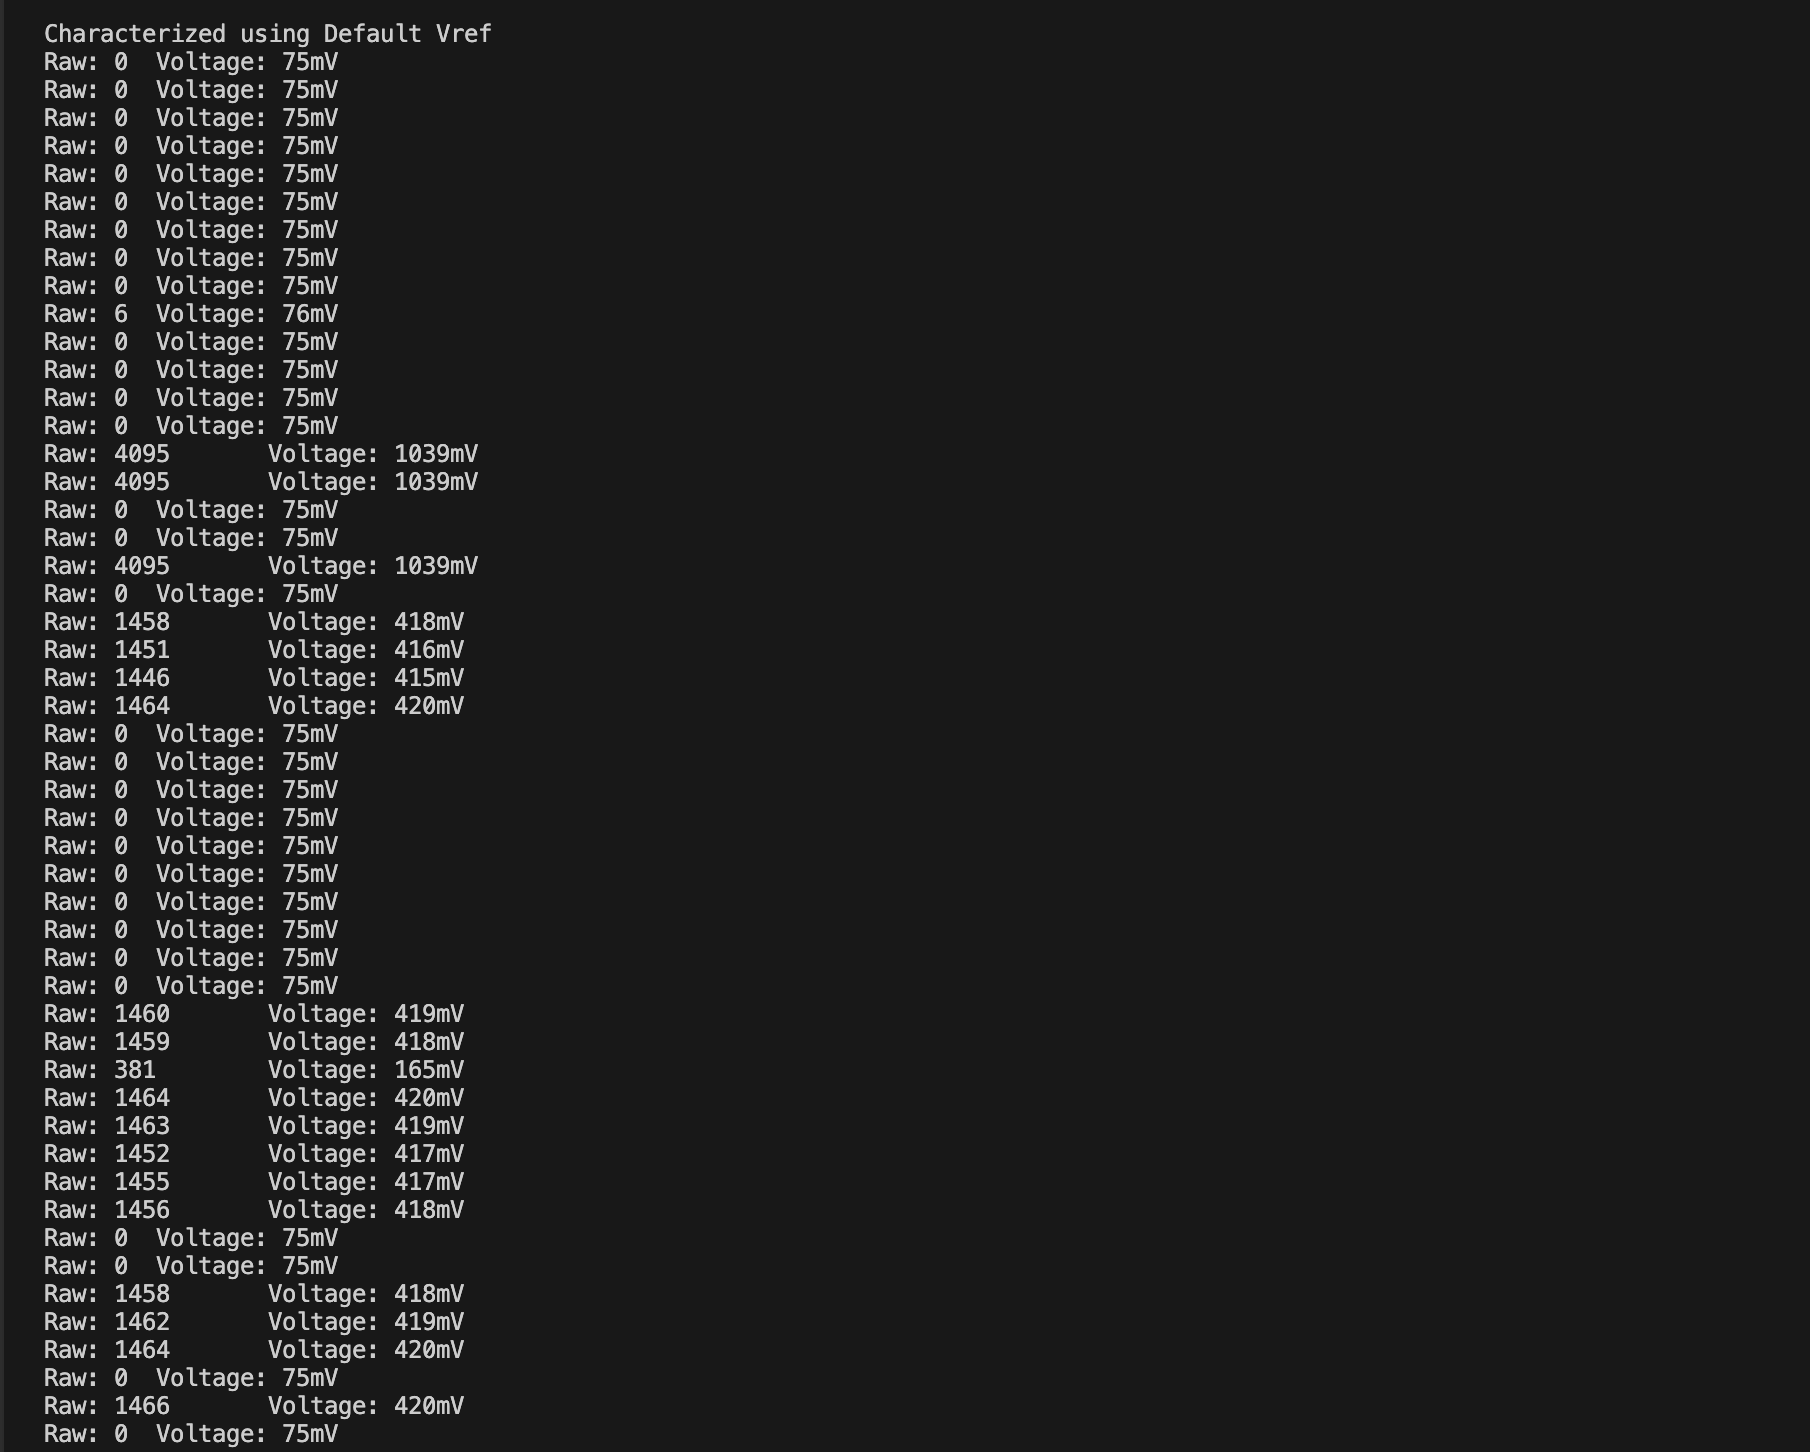 Characterized using Default Vref
Raw: 0  Voltage: 75mV
Raw: 0  Voltage: 75mV
Raw: 0  Voltage: 75mV
Raw: 0  Voltage: 75mV
Raw: 0  Voltage: 75mV
Raw: 0  Voltage: 75mV
Raw: 0  Voltage: 75mV
Raw: 0  Voltage: 75mV
Raw: 0  Voltage: 75mV
Raw: 6  Voltage: 76mV
Raw: 0  Voltage: 75mV
Raw: 0  Voltage: 75mV
Raw: 0  Voltage: 75mV
Raw: 0  Voltage: 75mV
Raw: 4095       Voltage: 1039mV
Raw: 4095       Voltage: 1039mV
Raw: 0  Voltage: 75mV
Raw: 0  Voltage: 75mV
Raw: 4095       Voltage: 1039mV
Raw: 0  Voltage: 75mV
Raw: 1458       Voltage: 418mV
Raw: 1451       Voltage: 416mV
Raw: 1446       Voltage: 415mV
Raw: 1464       Voltage: 420mV
Raw: 0  Voltage: 75mV
Raw: 0  Voltage: 75mV
Raw: 0  Voltage: 75mV
Raw: 0  Voltage: 75mV
Raw: 0  Voltage: 75mV
Raw: 0  Voltage: 75mV
Raw: 0  Voltage: 75mV
Raw: 0  Voltage: 75mV
Raw: 0  Voltage: 75mV
Raw: 0  Voltage: 75mV
Raw: 1460       Voltage: 419mV
Raw: 1459       Voltage: 418mV
Raw: 381        Voltage: 165mV
Raw: 1464       Voltage: 420mV
Raw: 1463       Voltage: 419mV
Raw: 1452       Voltage: 417mV
Raw: 1455       Voltage: 417mV
Raw: 1456       Voltage: 418mV
Raw: 0  Voltage: 75mV
Raw: 0  Voltage: 75mV
Raw: 1458       Voltage: 418mV
Raw: 1462       Voltage: 419mV
Raw: 1464       Voltage: 420mV
Raw: 0  Voltage: 75mV
Raw: 1466       Voltage: 420mV
Raw: 0  Voltage: 75mV